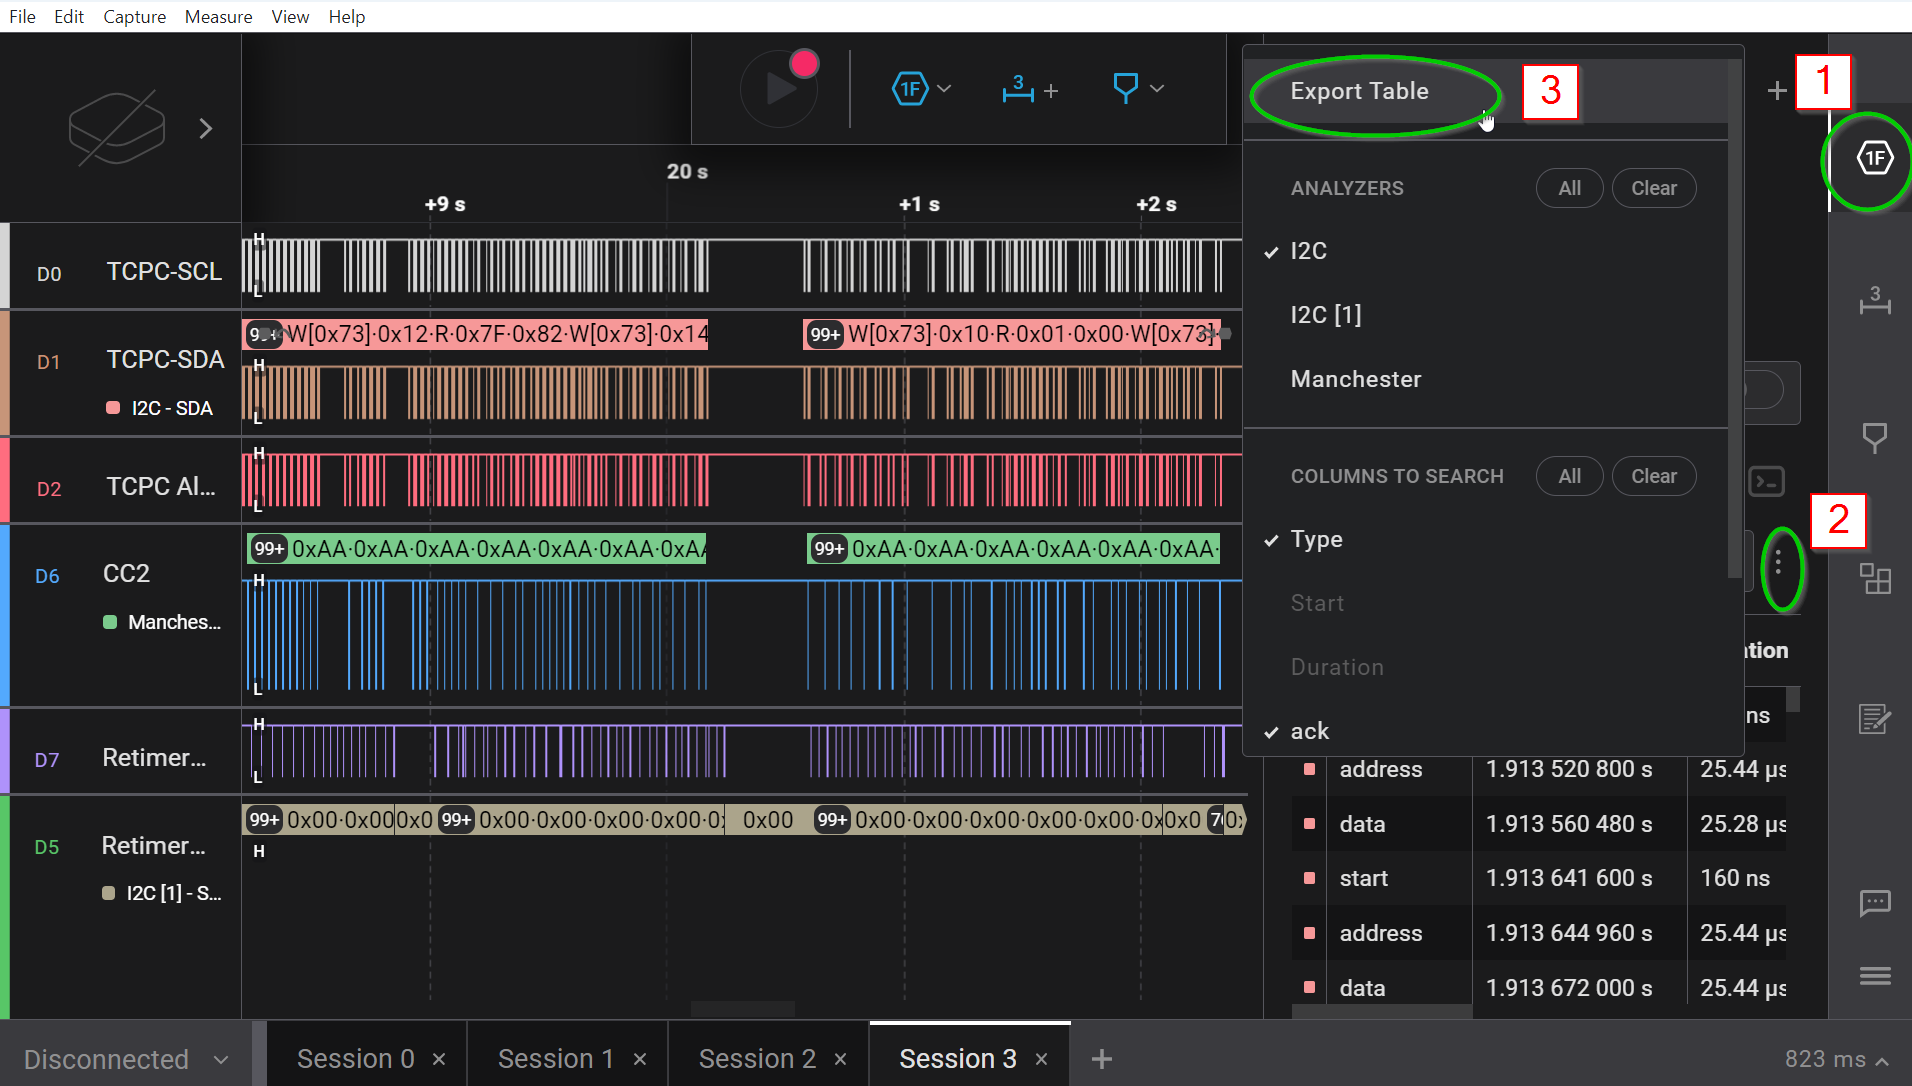 File Edit Capture Measure View Help
1F
3
Export Table
3
1
1F
20 s
+9 s
+1 s
+2 s
ANALYZERS All Clear
I2C
I2C [1]
Manchester
COLUMNS TO SEARCH All Clear
Type
Start
Duration
ack
3
2
D0 TCPC-SCL
H
L
D1 TCPC-SDA
I2C - SDA
W[0x73]·0x12·R·0x7F·0x82·W[0x73]·0x14
99+ W[0x73]·0x10·R·0x01·0x00·W[0x73]·
H
L
D2 TCPC Al...
H
L
D6 CC2
Manches...
99+ 0xAA·0xAA·0xAA·0xAA·0xAA·0xAA·0xAA
99+ 0xAA·0xAA·0xAA·0xAA·0xAA·0xAA·0xAA·
H
L
D7 Retimer...
H
L
D5 Retimer...
I2C [1] - S...
99+ 0x00·0x00 0x0 99+ 0x00·0x00·0x00·0x00·0x 0x00 99+ 0x00·0x00·0x00·0x00·0x00·0x 0x0
H
ation
ns
address 1.913 520 800 s 25.44 µs
data 1.913 560 480 s 25.28 µs
start 1.913 641 600 s 160 ns
address 1.913 644 960 s 25.44 µs
data 1.913 672 000 s 25.44 µs
Disconnected
Session 0 × Session 1 × Session 2 × Session 3 × +
823 ms